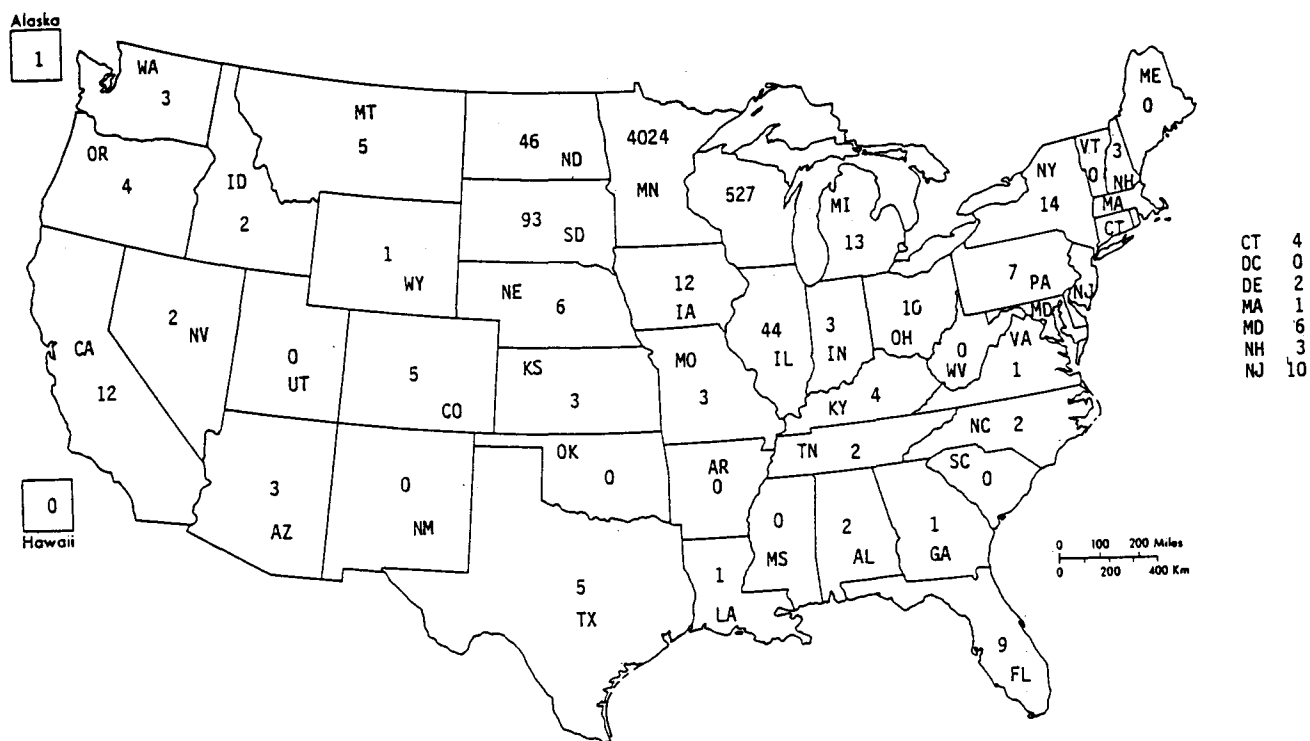 Alaska
1
WA
3
MT
5
46
ND
4024
MN
ME
0
OR
4
ID
2
527
MI
13
NY
14
VT
0
3
NH
MA
CT
93
SD
1
WY
NE
6
12
IA
7
PA
NJ
MD
CT 4
DC 0
DE 2
MA 1
MD 6
NH 3
NJ 10
CA
12
2
NV
0
UT
5
CO
KS
3
MO
3
44
IL
3
IN
10
OH
0
WV
VA
1
KY
4
TN 2
NC 2
SC
0
0
Hawaii
3
AZ
0
NM
OK
0
AR
0
0
MS
2
AL
1
GA
5
TX
1
LA
9
FL
0 100 200 Miles
0 200 400 Km